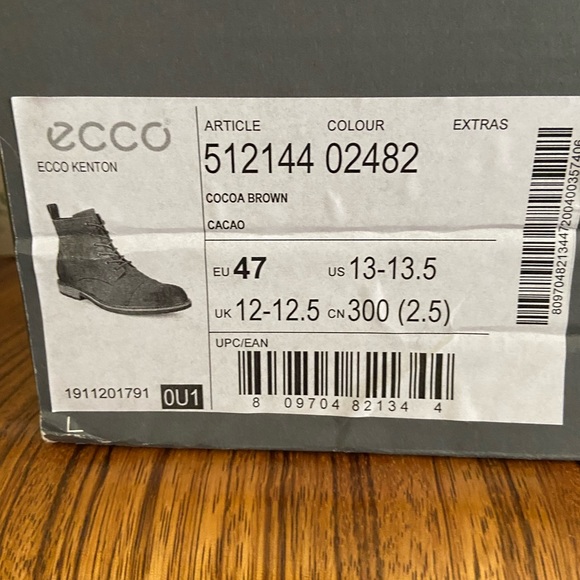 ecco
ECCO KENTON
ARTICLE COLOUR EXTRAS
512144 02482
COCOA BROWN
CACAO
EU 47 US 13-13.5
UK 12-12.5 CN 300 (2.5)
UPC/EAN
8 09704 82134 4
1911201791 0U1
L
8097048213447200400357406